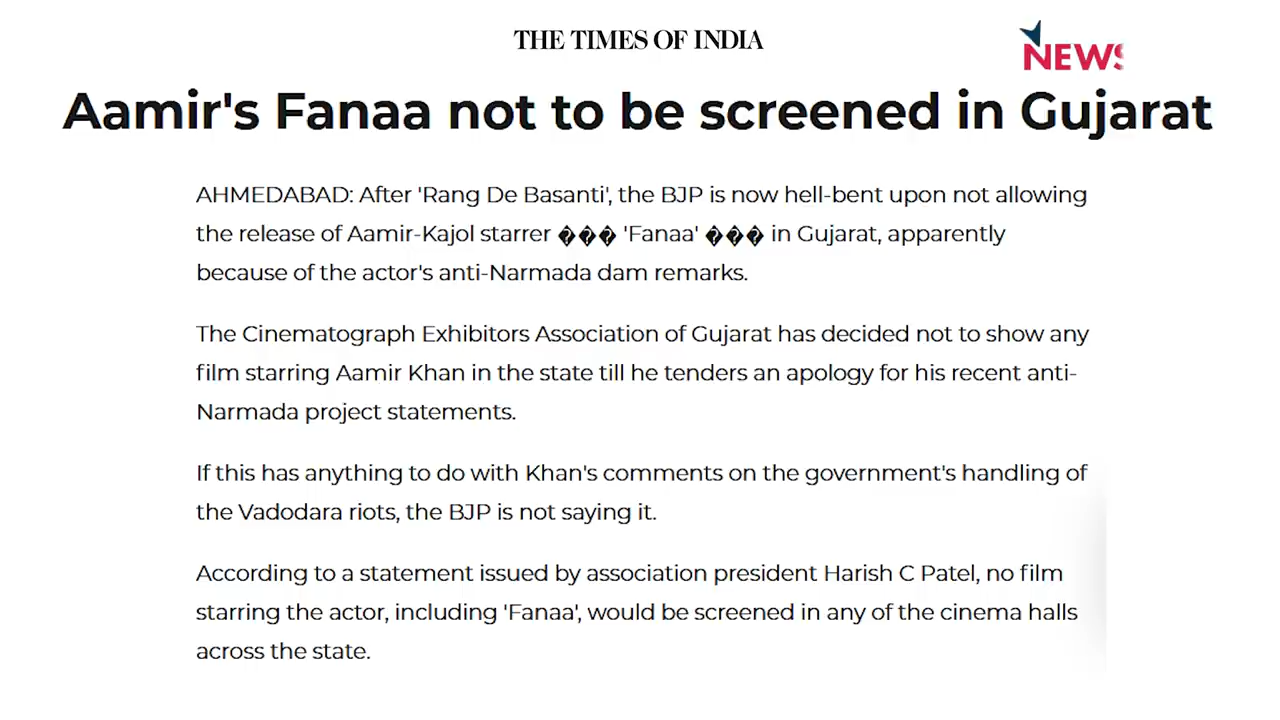 THE TIMES OF INDIA
NEWS
Aamir's Fanaa not to be screened in Gujarat
AHMEDABAD: After 'Rang De Basanti', the BJP is now hell-bent upon not allowing
the release of Aamir-Kajol starrer ��� 'Fanaa' ��� in Gujarat, apparently
because of the actor's anti-Narmada dam remarks.
The Cinematograph Exhibitors Association of Gujarat has decided not to show any
film starring Aamir Khan in the state till he tenders an apology for his recent anti-
Narmada project statements.
If this has anything to do with Khan's comments on the government's handling of
the Vadodara riots, the BJP is not saying it.
According to a statement issued by association president Harish C Patel, no film
starring the actor, including 'Fanaa', would be screened in any of the cinema halls
across the state.